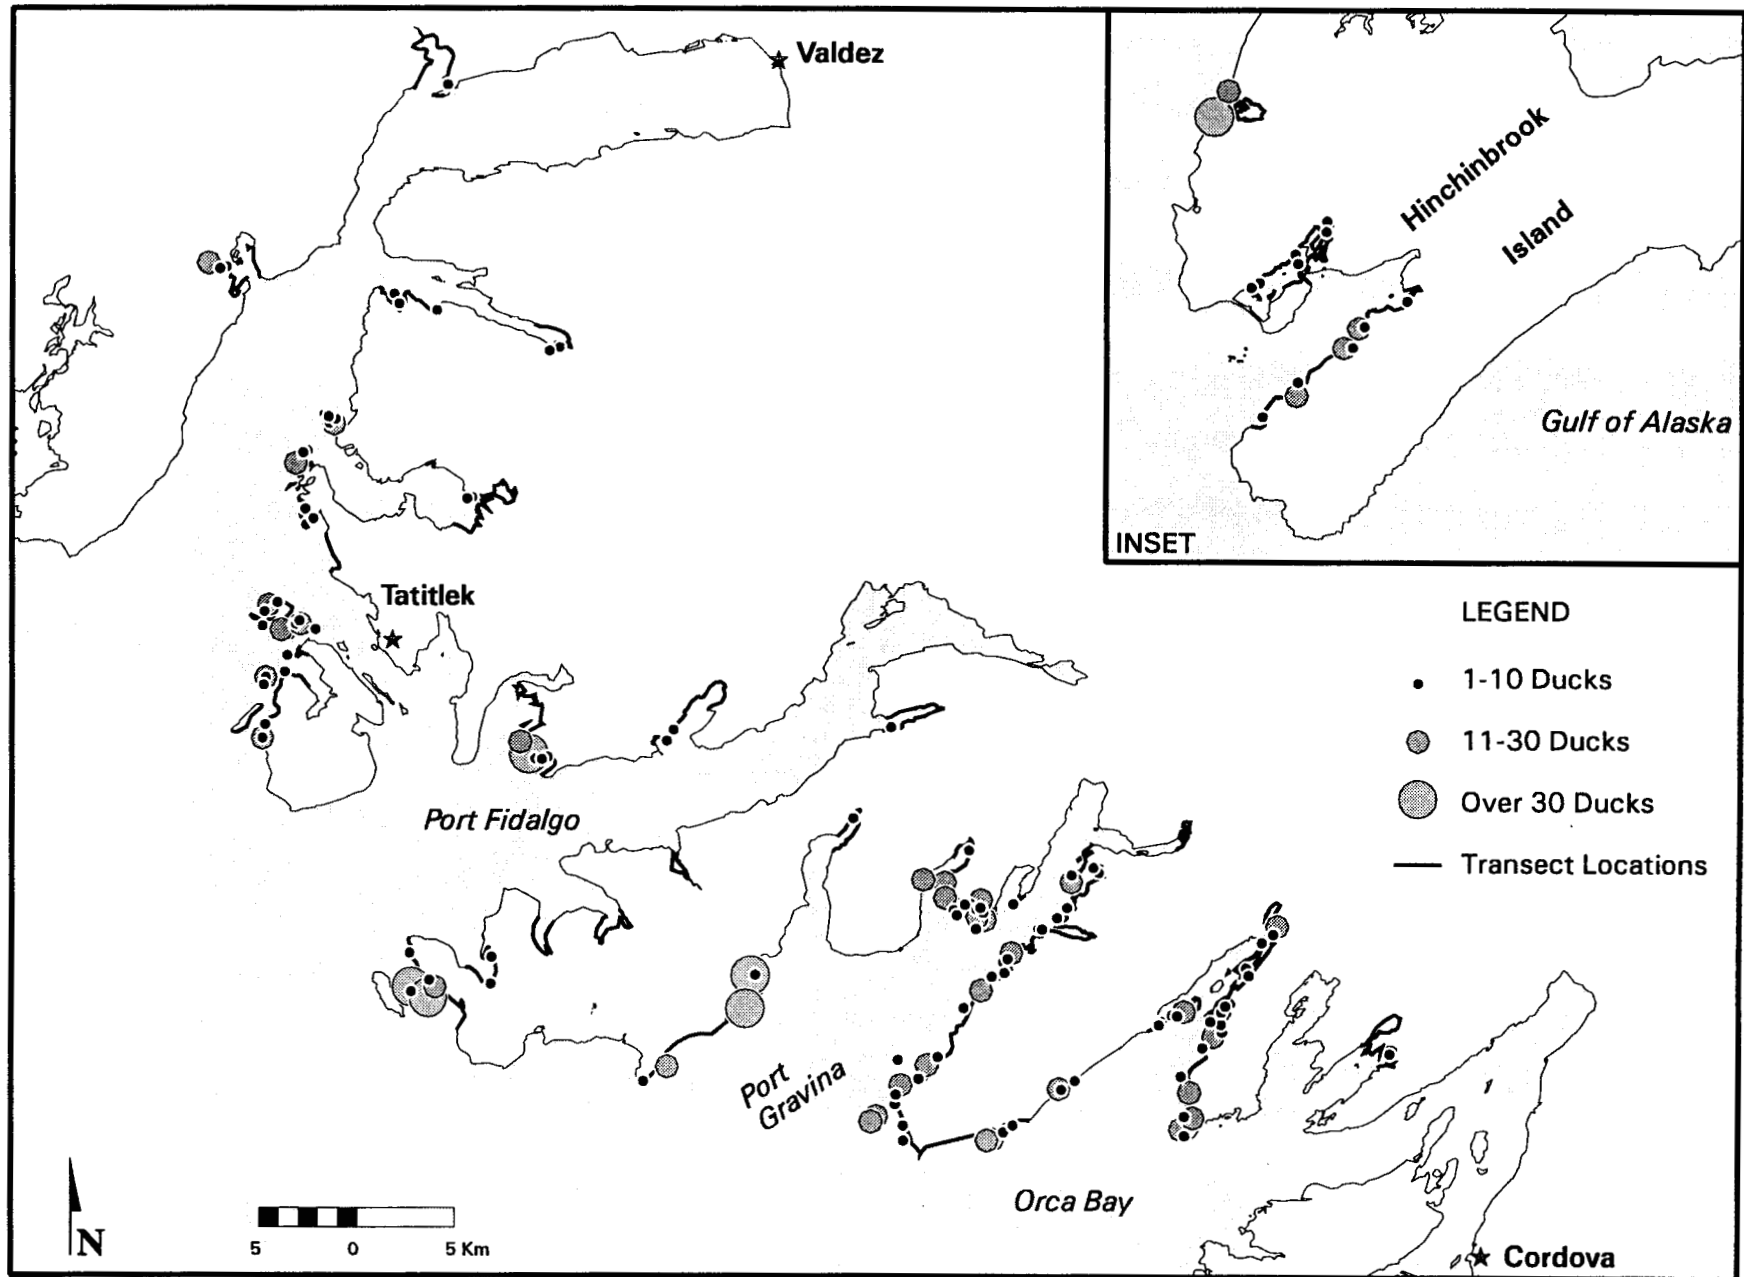 Valdez
Hinchinbrook
Island
Gulf of Alaska
INSET
Tatitlek
LEGEND
1-10 Ducks
11-30 Ducks
Over 30 Ducks
Transect Locations
Port Fidalgo
Port
Gravina
Orca Bay
N
5 0 5 Km
Cordova